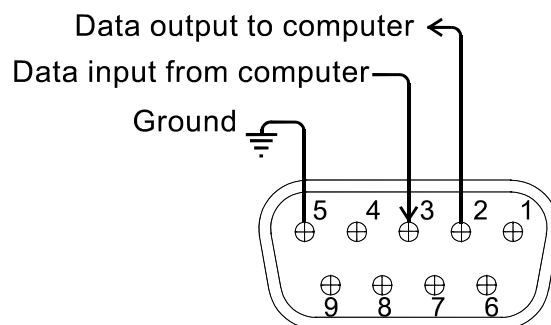 Data output to computer
Data input from computer
Ground
5 4 3 2 1
9 8 7 6